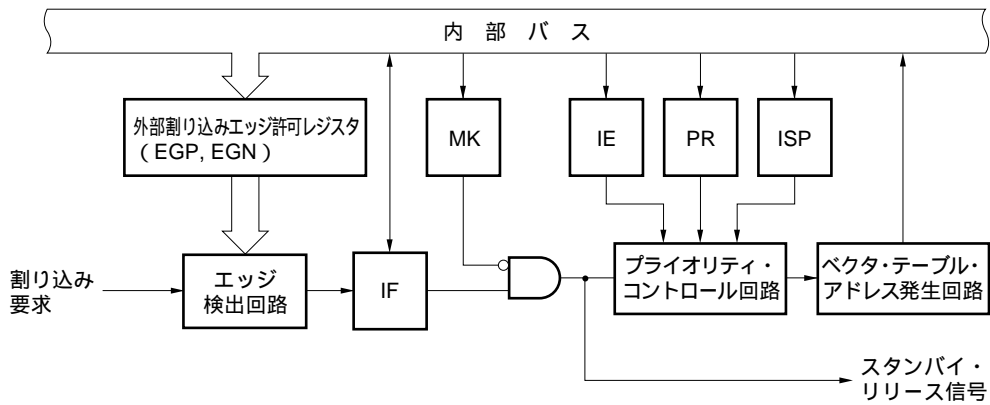 内 部 バ ス
外部割り込みエッジ許可レジスタ
( EGP, EGN )
MK
IE
PR
ISP
割り込み
要求
エッジ
検出回路
IF
プライオリティ・
コントロール回路
ベクタ・テーブル・
アドレス発生回路
スタンバイ・
リリース信号